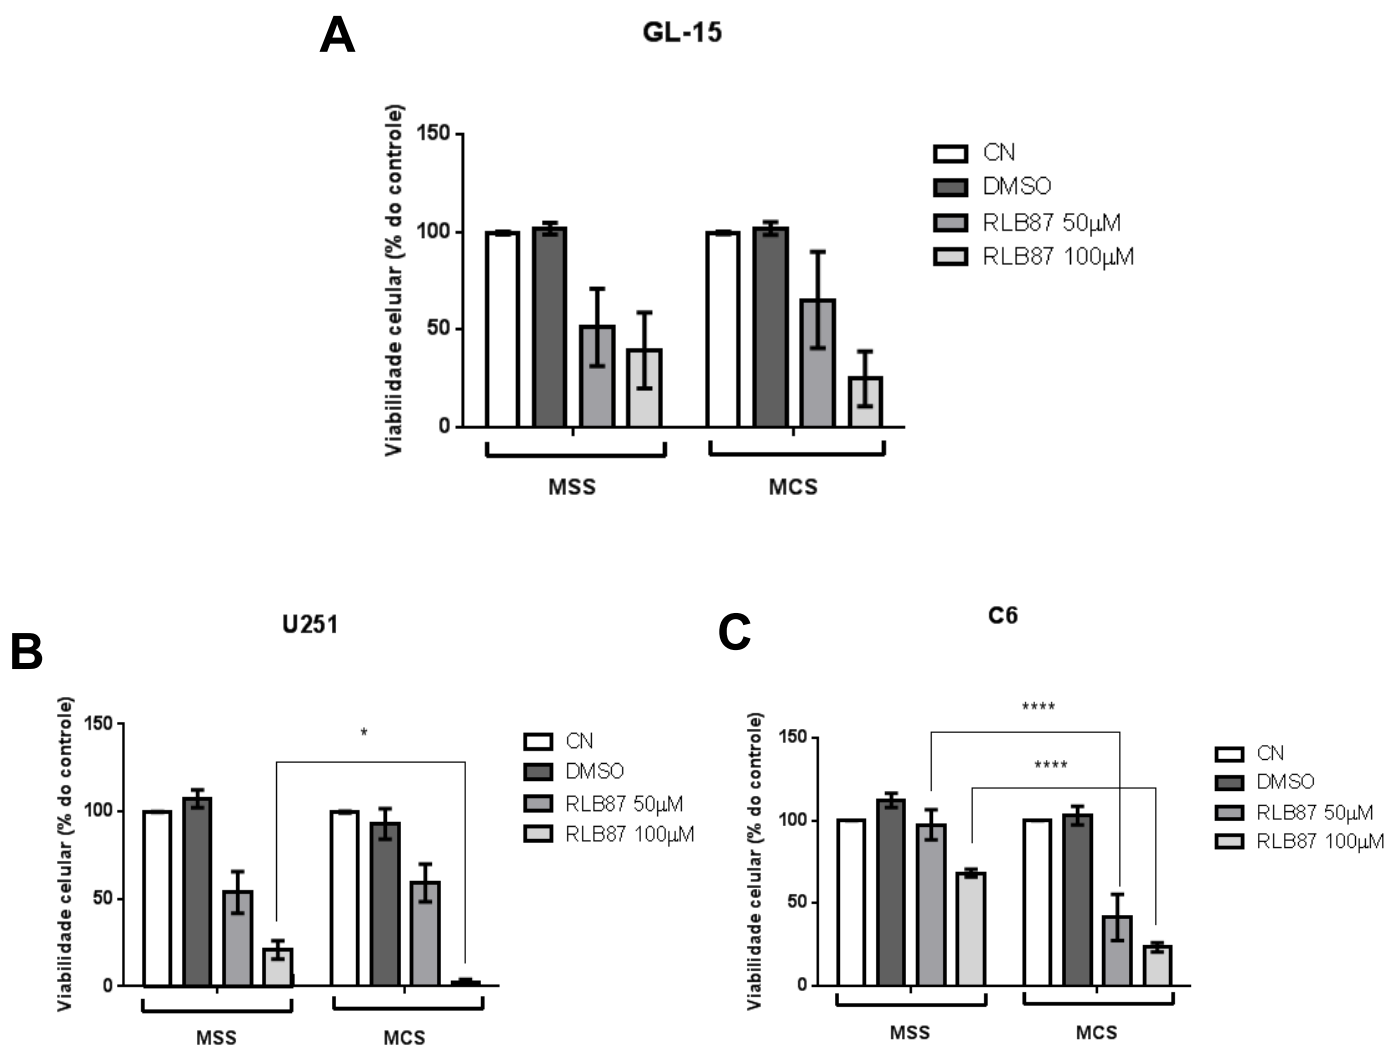 A
GL-15
Viabilidade celular (% do controle)
150
100
50
0
CN
DMSO
RLB87 50µM
RLB87 100µM
MSS
MCS
B
U251
Viabilidade celular (% do controle)
150
100
50
0
*
CN
DMSO
RLB87 50µM
RLB87 100µM
MSS
MCS
C
C6
Viabilidade celular (% do controle)
150
100
50
0
****
****
CN
DMSO
RLB87 50µM
RLB87 100µM
MSS
MCS